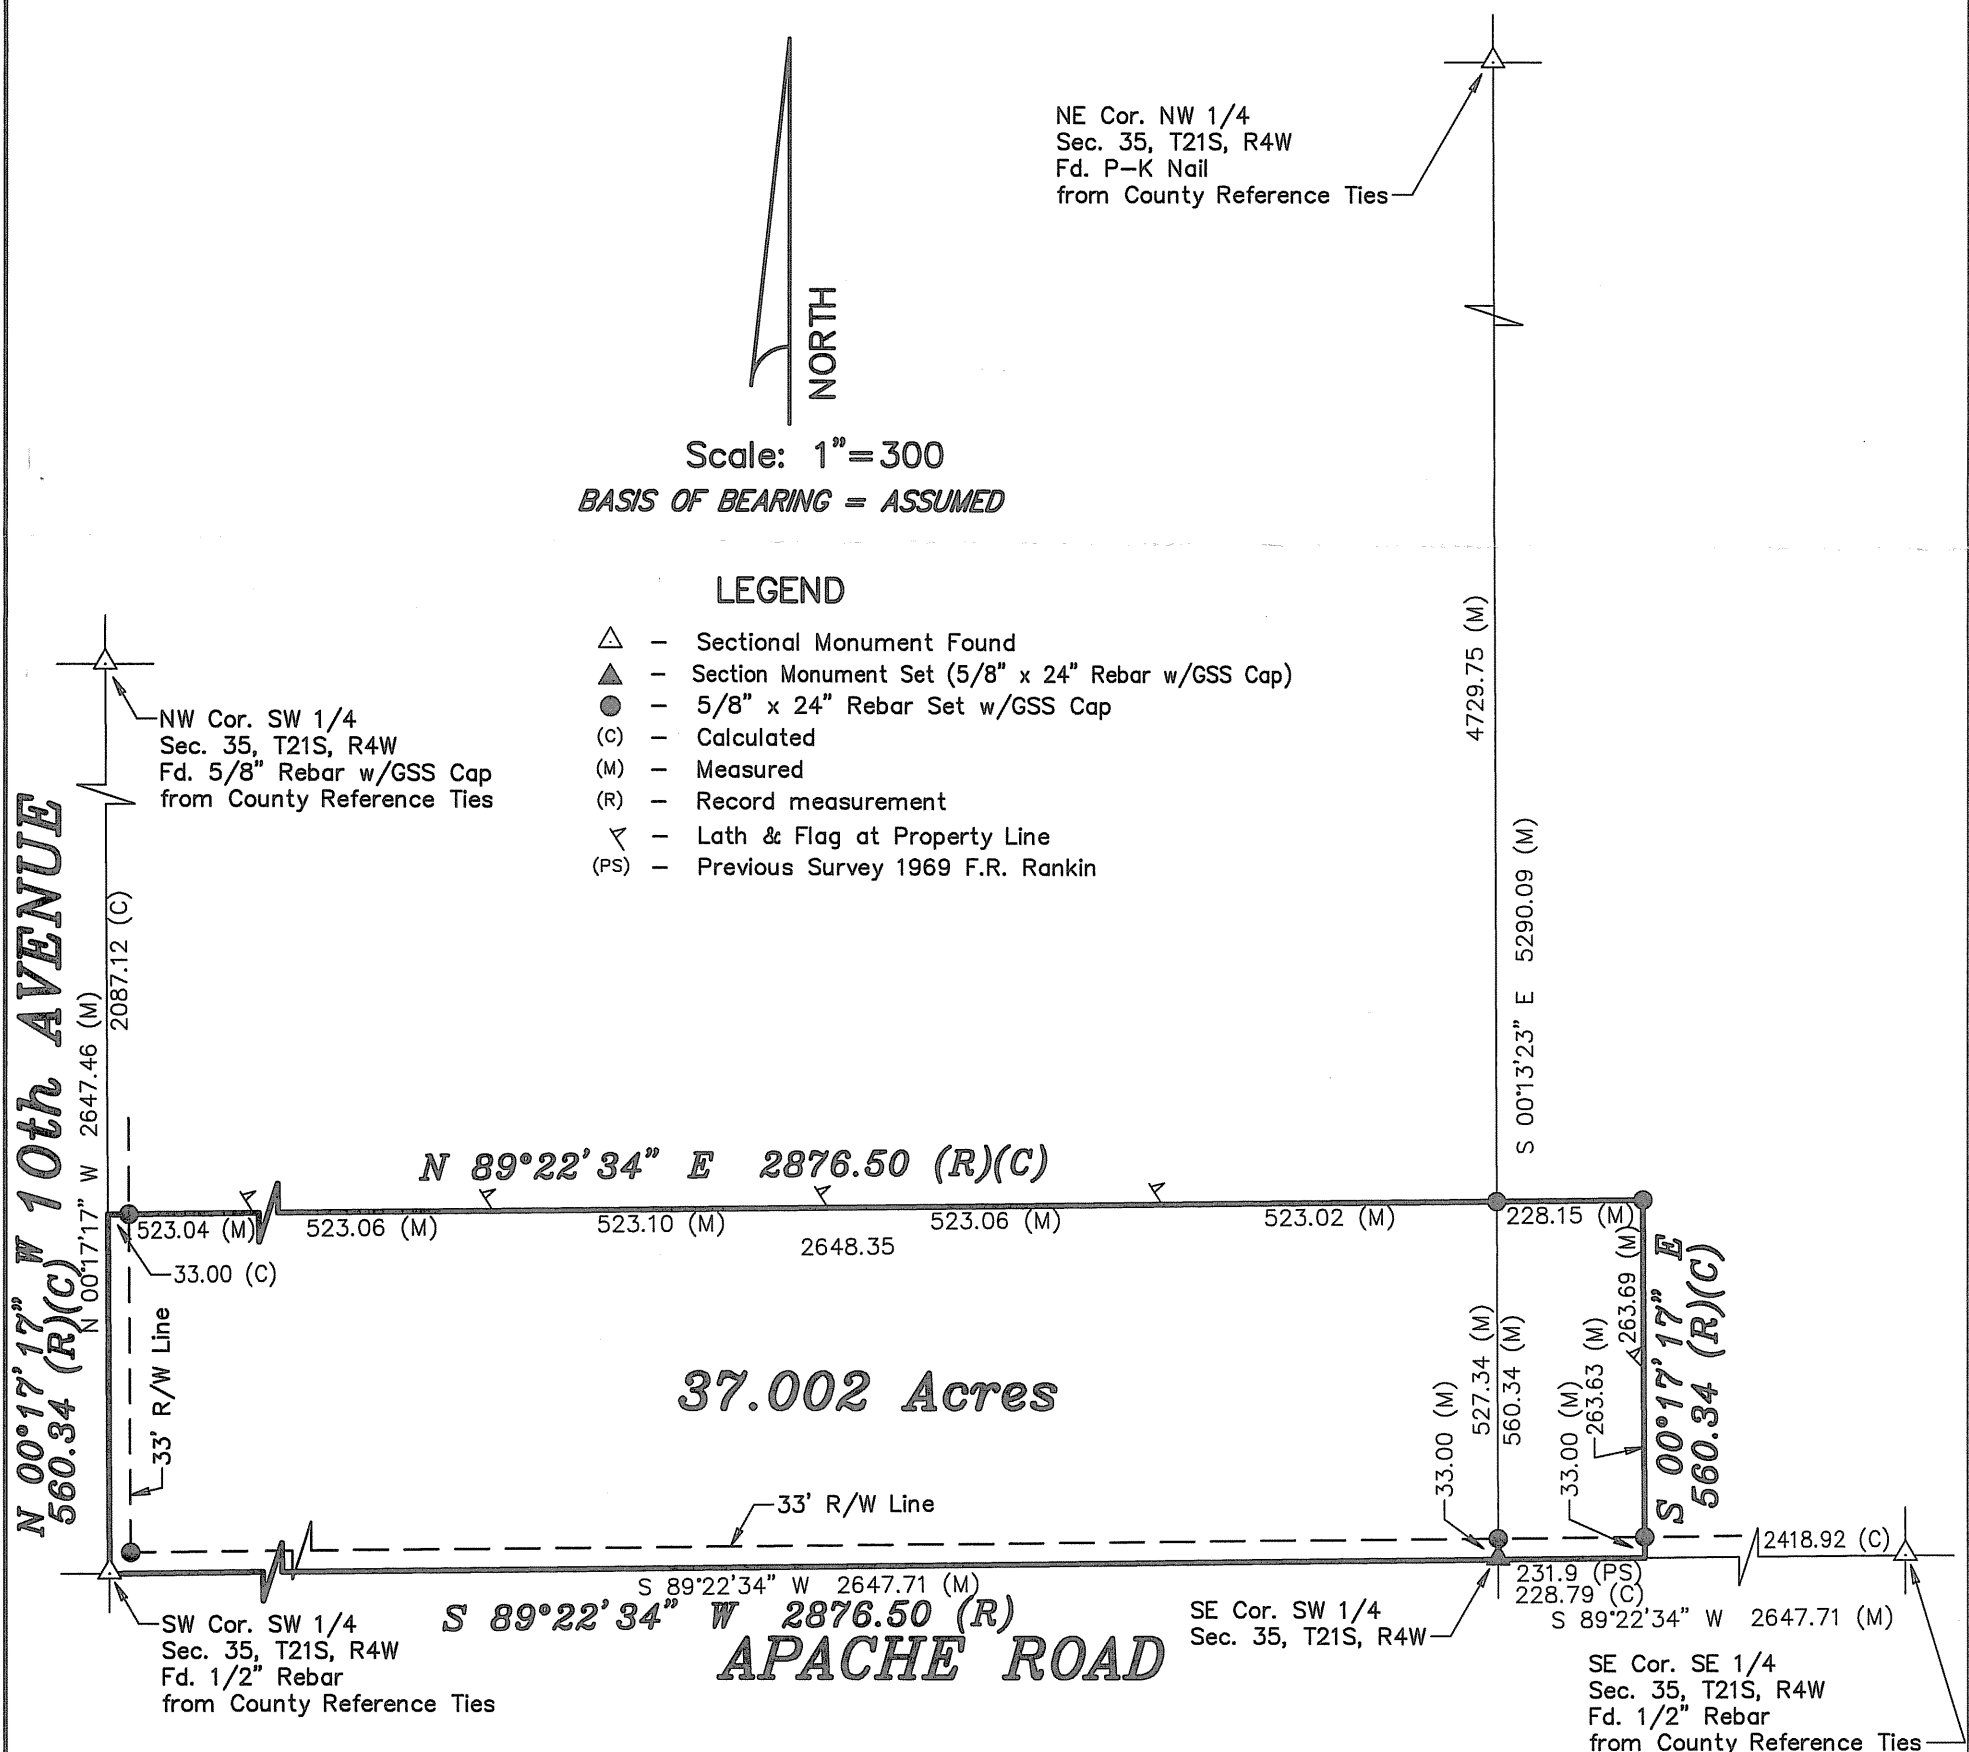 NE Cor. NW 1/4
Sec. 35, T21S, R4W
Fd. P-K Nail
from County Reference Ties
NORTH
Scale: 1"=300
BASIS OF BEARING = ASSUMED
LEGEND
△ - Sectional Monument Found
▲ - Section Monument Set (5/8" x 24" Rebar w/GSS Cap)
● - 5/8" x 24" Rebar Set w/GSS Cap
(C) - Calculated
(M) - Measured
(R) - Record measurement
- Lath & Flag at Property Line
(PS) - Previous Survey 1969 F.R. Rankin
NW Cor. SW 1/4
Sec. 35, T21S, R4W
Fd. 5/8" Rebar w/GSS Cap
from County Reference Ties
10th AVENUE
2087.12 (C)
N 00°17'17" W 2647.46 (M)
N 00°17'17" W
560.34 (R)(C)
4729.75 (M)
S 00°13'23" E 5290.09 (M)
N 89°22'34" E 2876.50 (R)(C)
523.04 (M)
523.06 (M)
523.10 (M)
523.06 (M)
523.02 (M)
228.15 (M)
2648.35
33.00 (C)
33' R/W Line
37.002 Acres
33.00 (M)
527.34 (M)
560.34 (M)
33.00 (M)
263.63 (M)
263.69 (M)
S 00°17'17" E
560.34 (R)(C)
33' R/W Line
2418.92 (C)
S 89°22'34" W 2647.71 (M)
231.9 (PS)
228.79 (C)
S 89°22'34" W 2647.71 (M)
S 89°22'34" W 2876.50 (R)
APACHE ROAD
SW Cor. SW 1/4
Sec. 35, T21S, R4W
Fd. 1/2" Rebar
from County Reference Ties
SE Cor. SW 1/4
Sec. 35, T21S, R4W
SE Cor. SE 1/4
Sec. 35, T21S, R4W
Fd. 1/2" Rebar
from County Reference Ties